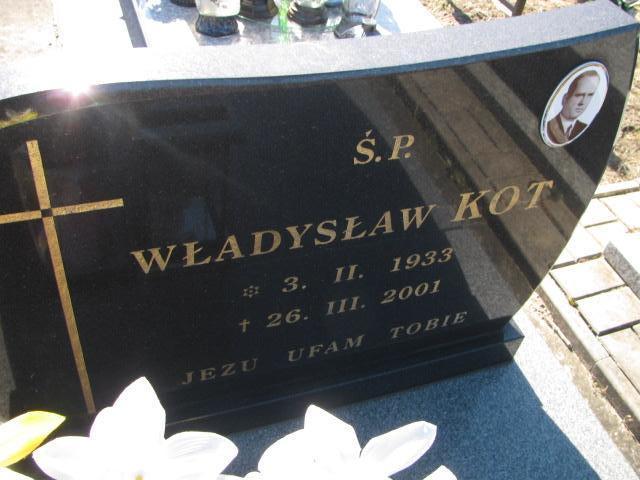 Ś.P.
WŁADYSŁAW KOT
✲ 3. II. 1933
† 26. III. 2001
JEZU UFAM TOBIE